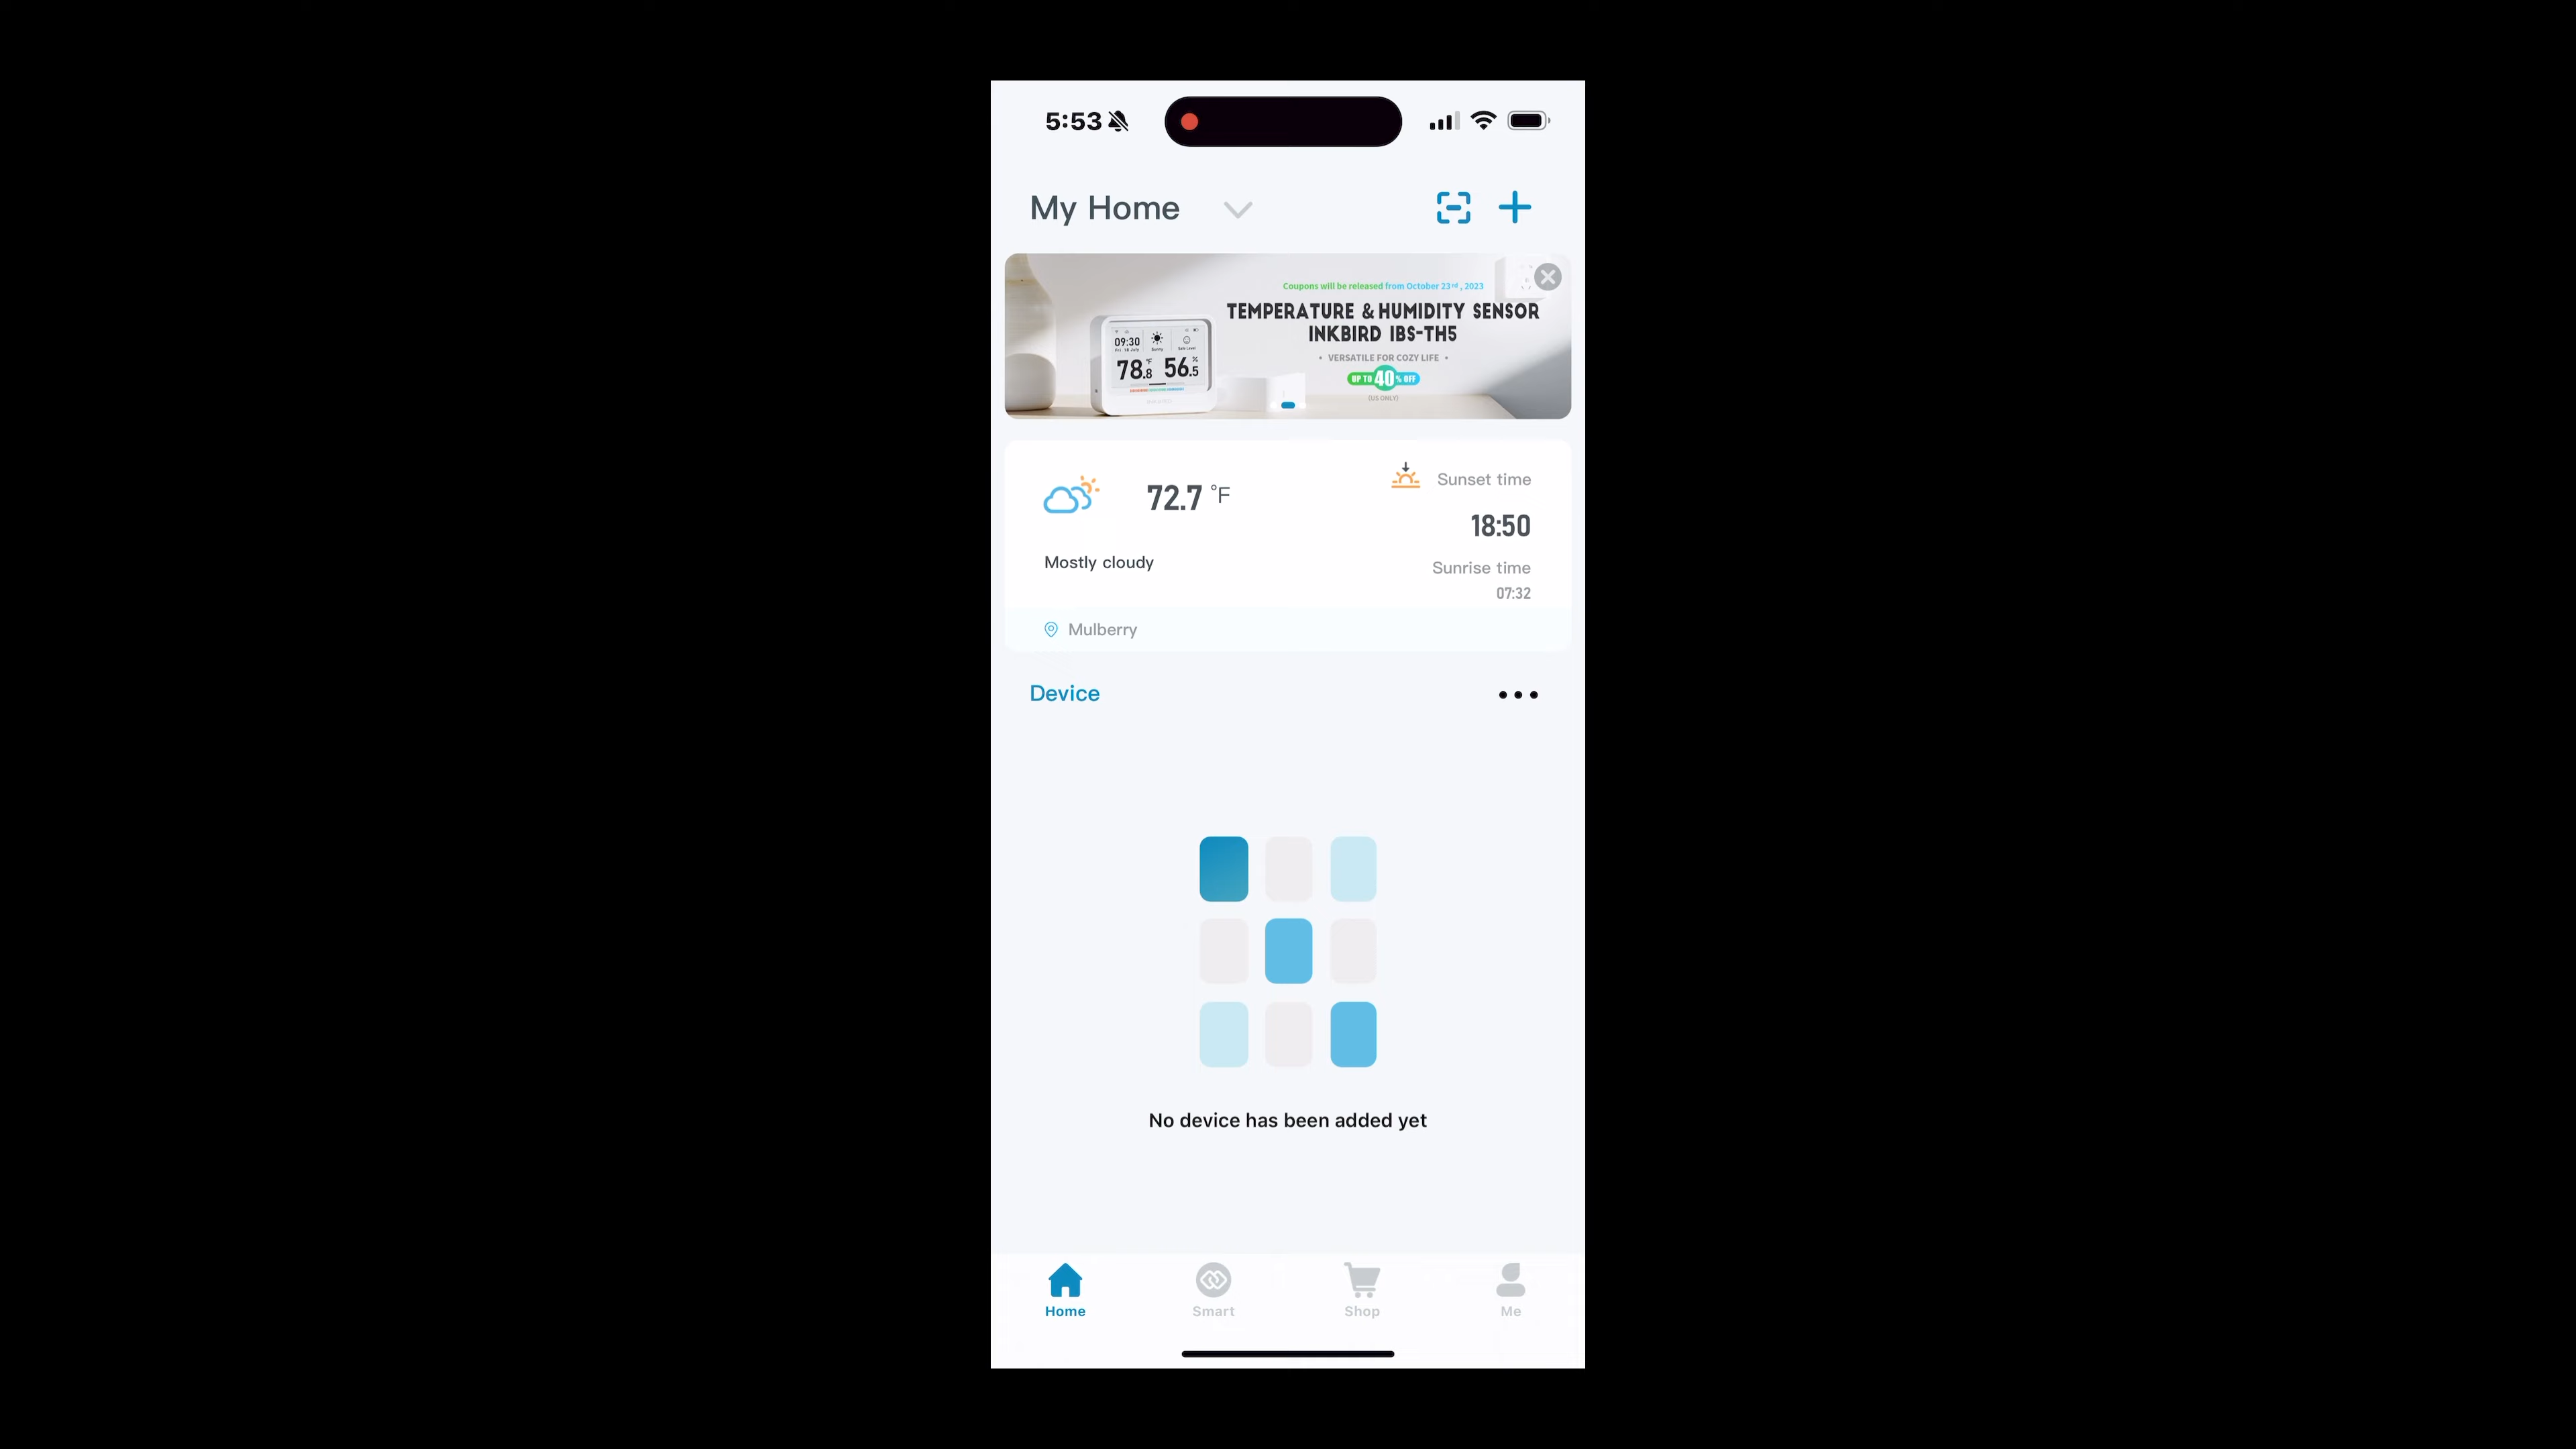 5:53
My Home
Coupons will be released from October 23rd, 2023
TEMPERATURE & HUMIDITY SENSOR
INKBIRD IBS-TH5
• VERSATILE FOR COZY LIFE •
UP TO 40% OFF
(US ONLY)
09:30
Sunny
78.8 °F 56.5 %
72.7 °F
Mostly cloudy
Sunset time
18:50
Sunrise time
07:32
Mulberry
Device
No device has been added yet
Home
Smart
Shop
Me